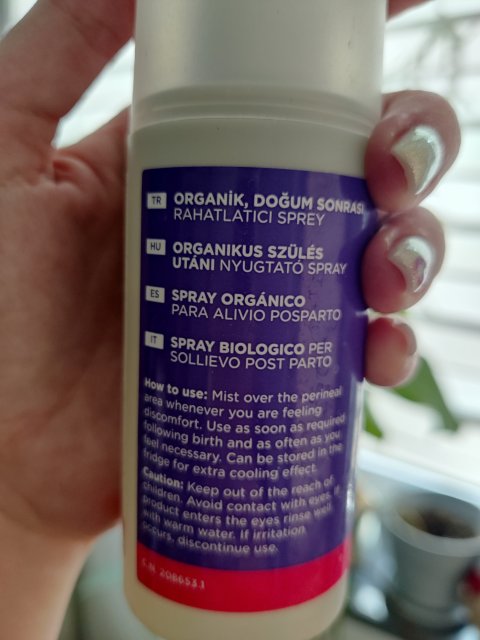 TR ORGANİK, DOĞUM SONRASI
RAHATLATICI SPREY
HU ORGANIKUS SZÜLÉS
UTÁNI NYUGTATÓ SPRAY
ES SPRAY ORGÁNICO
PARA ALIVIO POSPARTO
IT SPRAY BIOLOGICO PER
SOLLIEVO POST PARTO
How to use: Mist over the perineal
area whenever you are feeling
discomfort. Use as soon as required
following birth and as often as you
feel necessary. Can be stored in the
fridge for extra cooling effect.
Caution: Keep out of the reach of
children. Avoid contact with eyes. If
product enters the eyes rinse well
with warm water. If irritation
occurs, discontinue use.
C.N. 208653.1